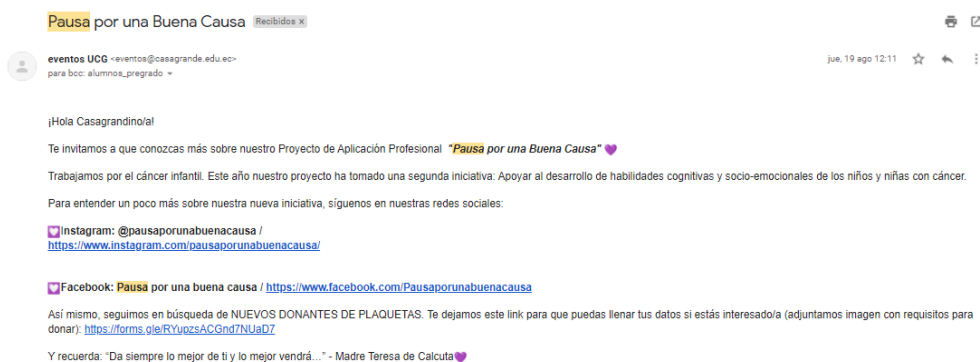 Pausa por una Buena Causa Recibidos x
eventos UCG <eventos@casagrande.edu.ec>
jue, 19 ago 12:11
para bcc: alumnos_pregrado
¡Hola Casagrandino/a!
Te invitamos a que conozcas más sobre nuestro Proyecto de Aplicación Profesional "Pausa por una Buena Causa" 💜
Trabajamos por el cáncer infantil. Este año nuestro proyecto ha tomado una segunda iniciativa: Apoyar al desarrollo de habilidades cognitivas y socio-emocionales de los niños y niñas con cáncer.
Para entender un poco más sobre nuestra nueva iniciativa, síguenos en nuestras redes sociales:
💟Instagram: @pausaporunabuenacausa /
https://www.instagram.com/pausaporunabuenacausa/
💟Facebook: Pausa por una buena causa / https://www.facebook.com/Pausaporunabuenacausa
Así mismo, seguimos en búsqueda de NUEVOS DONANTES DE PLAQUETAS. Te dejamos este link para que puedas llenar tus datos si estás interesado/a (adjuntamos imagen con requisitos para
donar): https://forms.gle/RYupzsACGnd7NUaD7
Y recuerda: “Da siempre lo mejor de ti y lo mejor vendrá…” - Madre Teresa de Calcuta💜